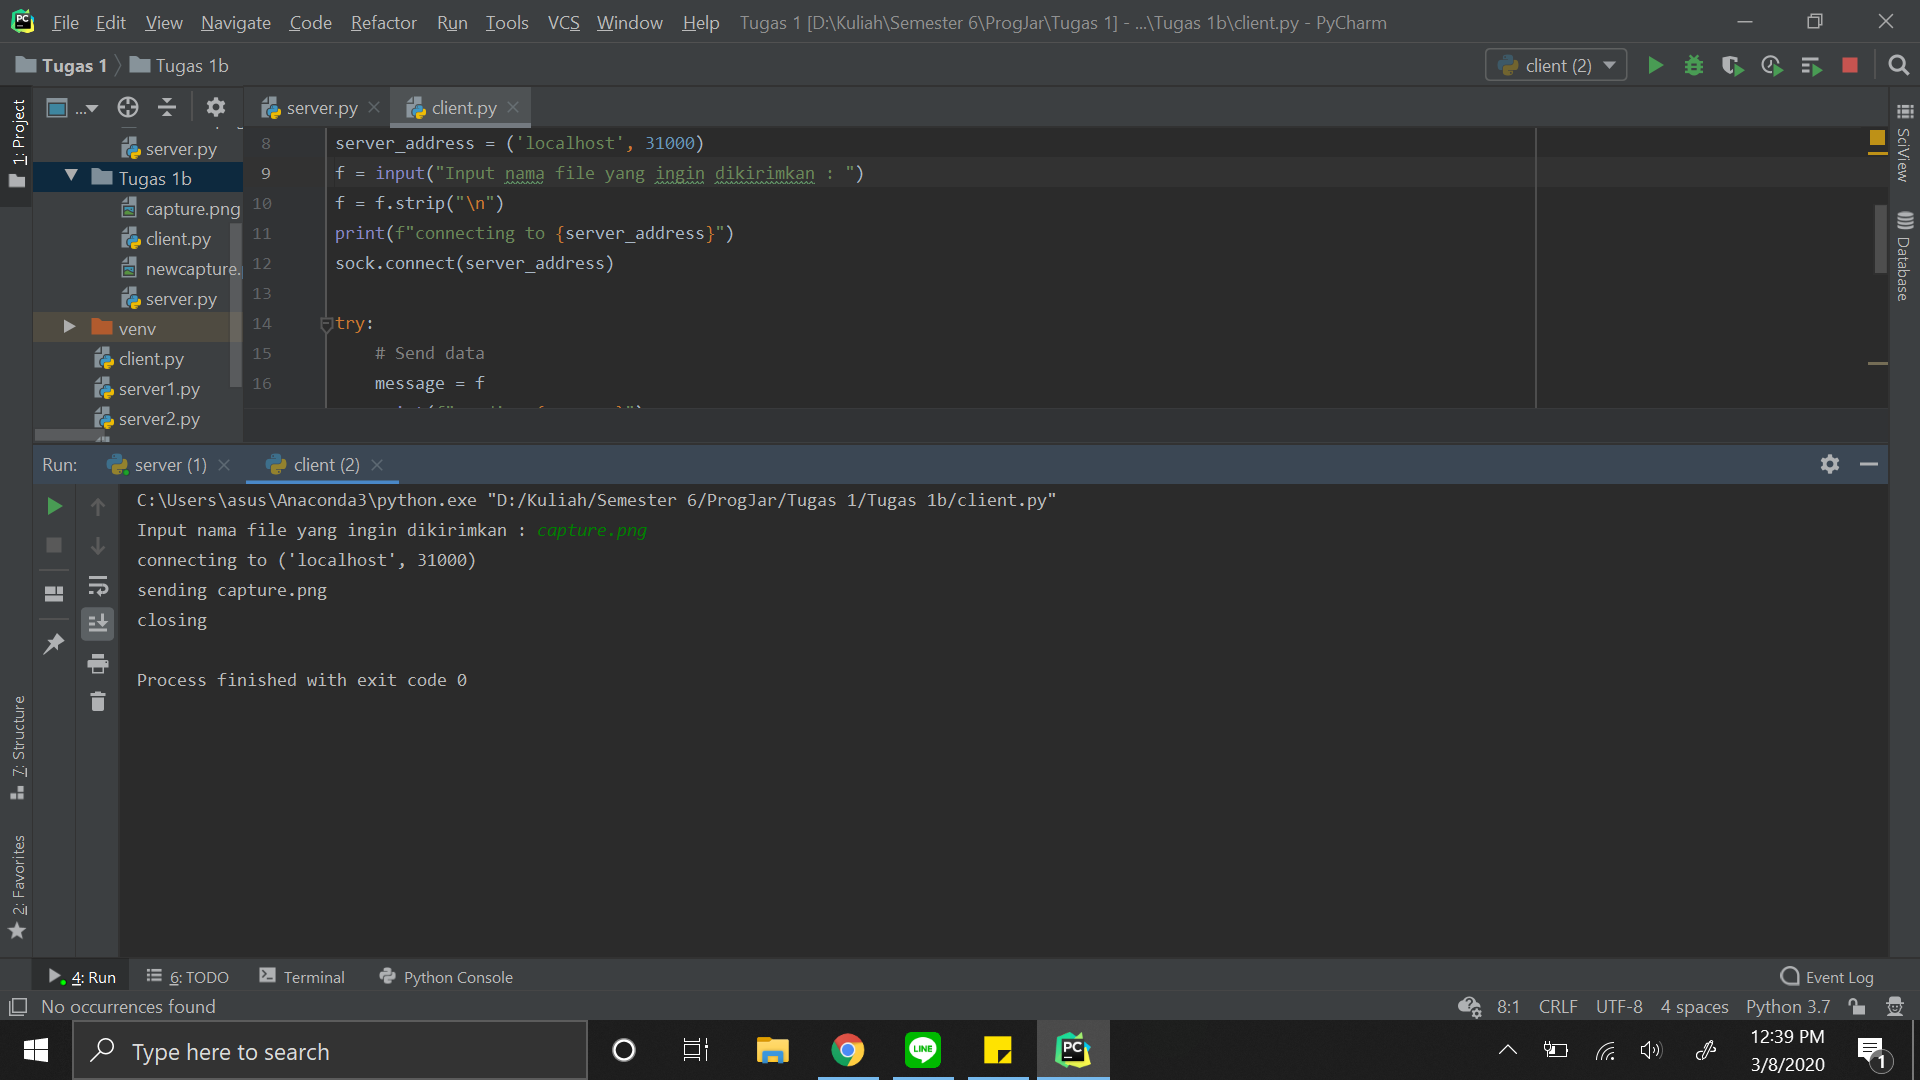 File Edit View Navigate Code Refactor Run Tools VCS Window Help Tugas 1 [D:\Kuliah\Semester 6\ProgJar\Tugas 1] - ...\Tugas 1b\client.py - PyCharm
Tugas 1 Tugas 1b client (2)
1: Project
...
server.py client.py
server.py
Tugas 1b
capture.png
client.py
newcapture.
server.py
venv
client.py
server1.py
server2.py
8 server_address = ('localhost', 31000)
9 f = input("Input nama file yang ingin dikirimkan : ")
10 f = f.strip("\n")
11 print(f"connecting to {server_address}")
12 sock.connect(server_address)
13
14 try:
15 # Send data
16 message = f
SciView
Database
Run: server (1) client (2)
C:\Users\asus\Anaconda3\python.exe "D:/Kuliah/Semester 6/ProgJar/Tugas 1/Tugas 1b/client.py"
Input nama file yang ingin dikirimkan : capture.png
connecting to ('localhost', 31000)
sending capture.png
closing
Process finished with exit code 0
7: Structure
2: Favorites
4: Run 6: TODO Terminal Python Console Event Log
No occurrences found 8:1 CRLF UTF-8 4 spaces Python 3.7
Type here to search
LINE
PC
12:39 PM
3/8/2020
1